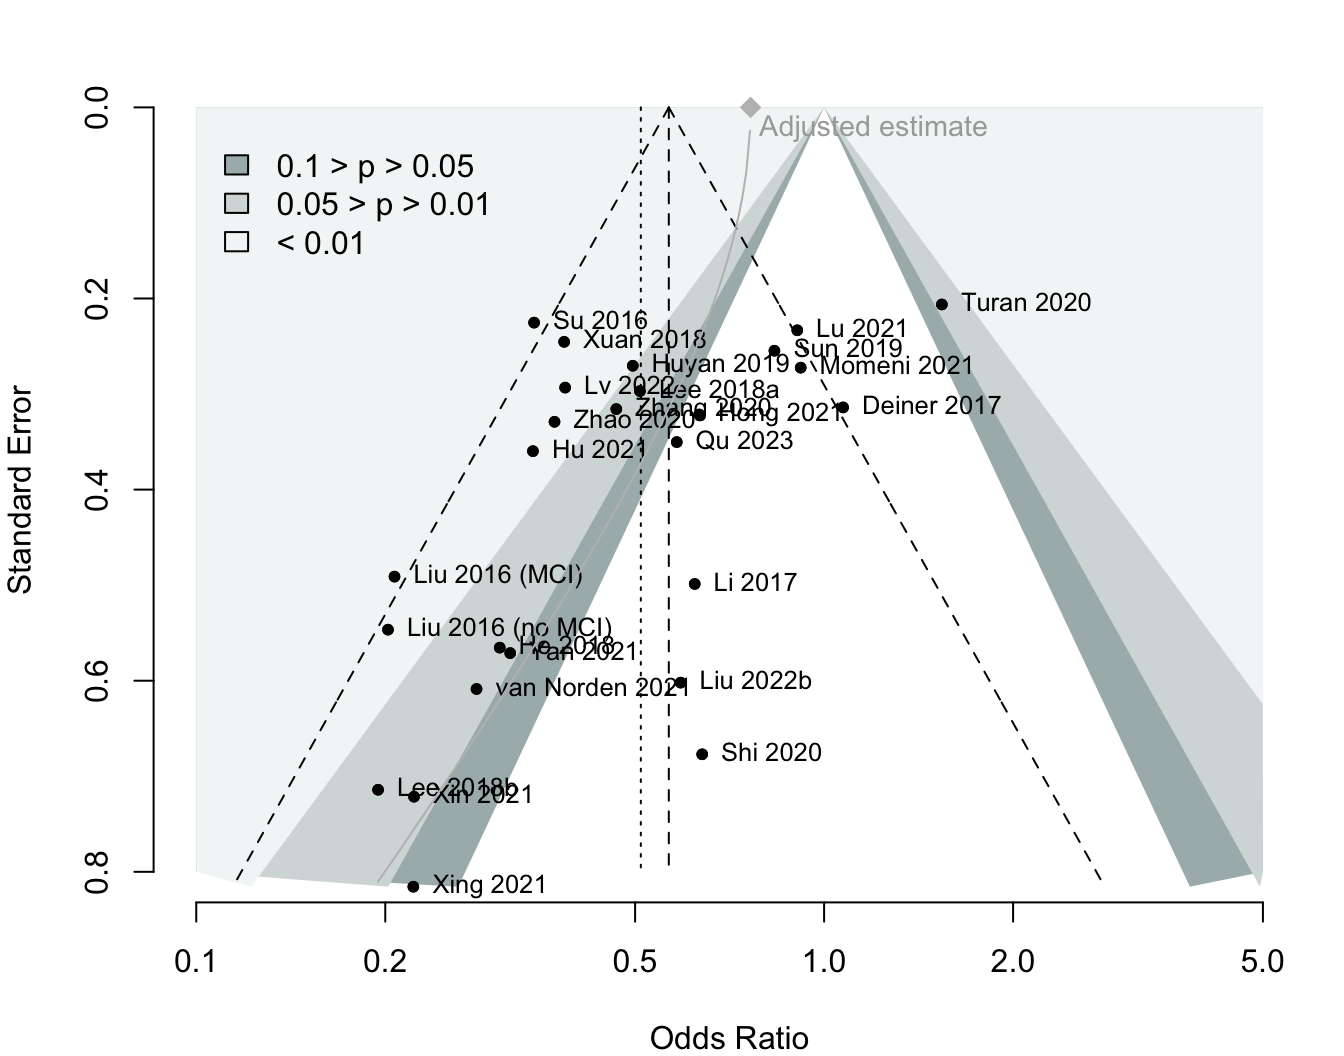 0.0
Adjusted estimate
0.1 > p > 0.05
0.05 > p > 0.01
< 0.01
0.2
Turan 2020
Su 2016
Lu 2021
Xuan 2018
Sun 2019
Huyan 2019
Momeni 2021
Lv 2022
Lee 2018a
Zhang 2020
Hong 2021
Deiner 2017
Zhao 2020
Qu 2023
Hu 2021
Standard Error
0.4
Liu 2016 (MCI)
Li 2017
Liu 2016 (no MCI)
Ho 2018
Yan 2021
0.6
van Norden 2021
Liu 2022b
Shi 2020
Lee 2018b
Xin 2021
0.8
Xing 2021
0.1 0.2 0.5 1.0 2.0 5.0
Odds Ratio